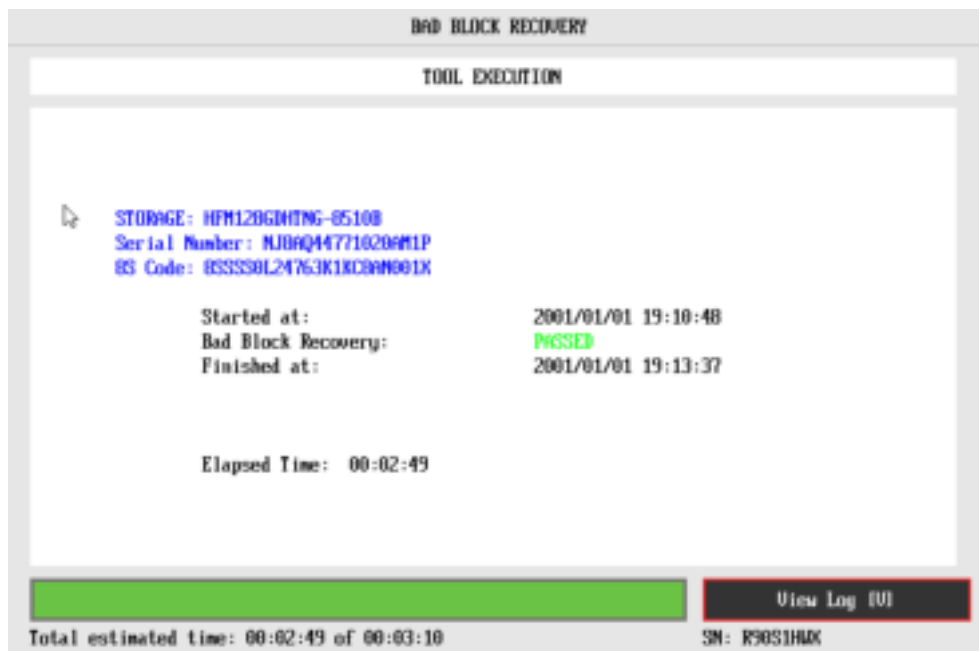 BAD BLOCK RECOVERY
TOOL EXECUTION
STORAGE: HFM128GDHTNG-8510B
Serial Number: NJ8AQ44771020AM1P
8S Code: 8SSSS0L24763K1KC8AM001X
Started at: 2001/01/01 19:10:48
Bad Block Recovery: PASSED
Finished at: 2001/01/01 19:13:37
Elapsed Time: 00:02:49
View Log [V]
Total estimated time: 00:02:49 of 00:03:10
SN: R90S1HWX